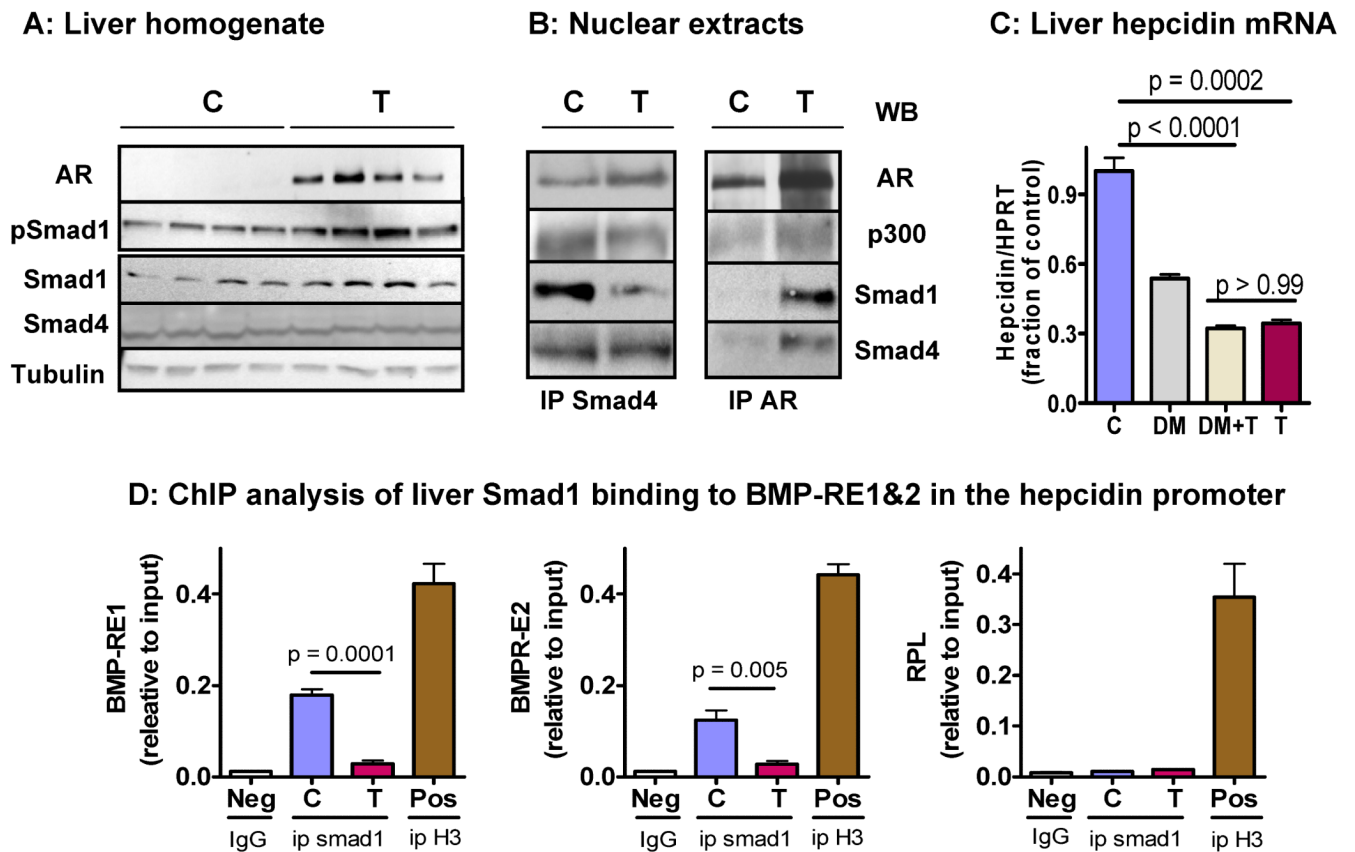 A: Liver homogenate
C T
AR
pSmad1
Smad1
Smad4
Tubulin
B: Nuclear extracts
C T C T WB
AR
p300
Smad1
Smad4
IP Smad4 IP AR
C: Liver hepcidin mRNA
p = 0.0002
p < 0.0001
p > 0.99
Hepcidin/HPRT
(fraction of control)
0.9
0.6
0.3
0.0
C DM DM+T T
D: ChIP analysis of liver Smad1 binding to BMP-RE1&2 in the hepcidin promoter
BMP-RE1
(releative to input)
0.4
0.2
0.0
p = 0.0001
Neg C T Pos
IgG ip smad1 ip H3
BMPR-E2
(relative to input)
0.4
0.2
0.0
p = 0.005
Neg C T Pos
IgG ip smad1 ip H3
RPL
(relative to input)
0.4
0.3
0.2
0.1
0.0
Neg C T Pos
IgG ip smad1 ip H3